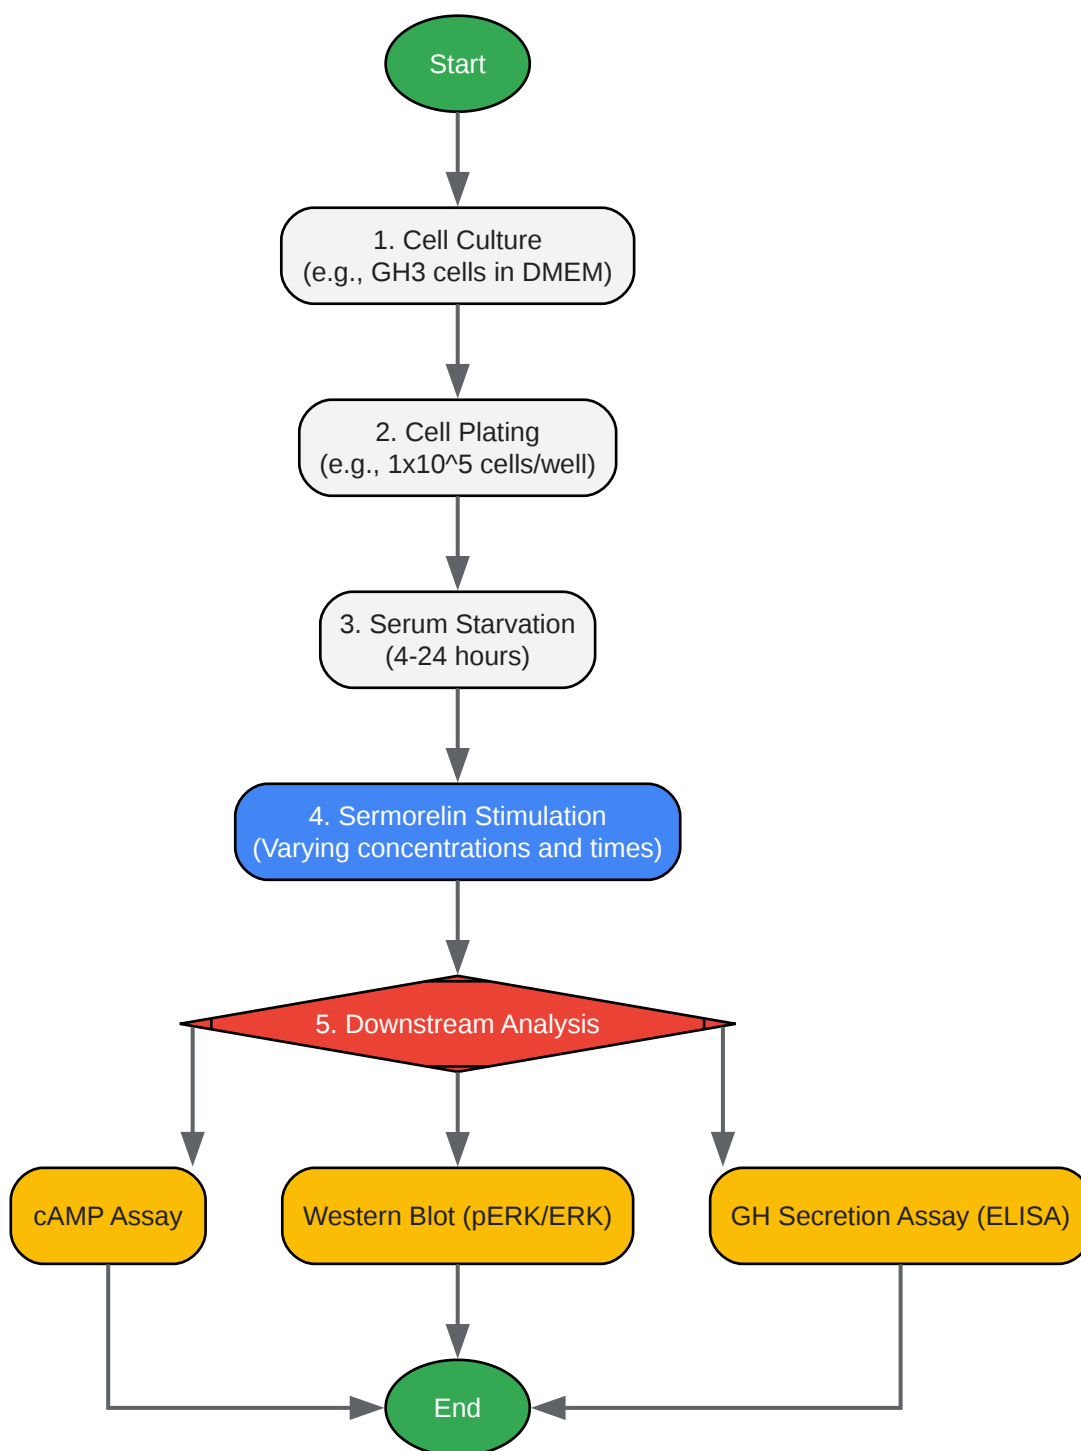 Start
1. Cell Culture
(e.g., GH3 cells in DMEM)
2. Cell Plating
(e.g., 1x10^5 cells/well)
3. Serum Starvation
(4-24 hours)
4. Sermorelin Stimulation
(Varying concentrations and times)
5. Downstream Analysis
cAMP Assay
Western Blot (pERK/ERK)
GH Secretion Assay (ELISA)
End